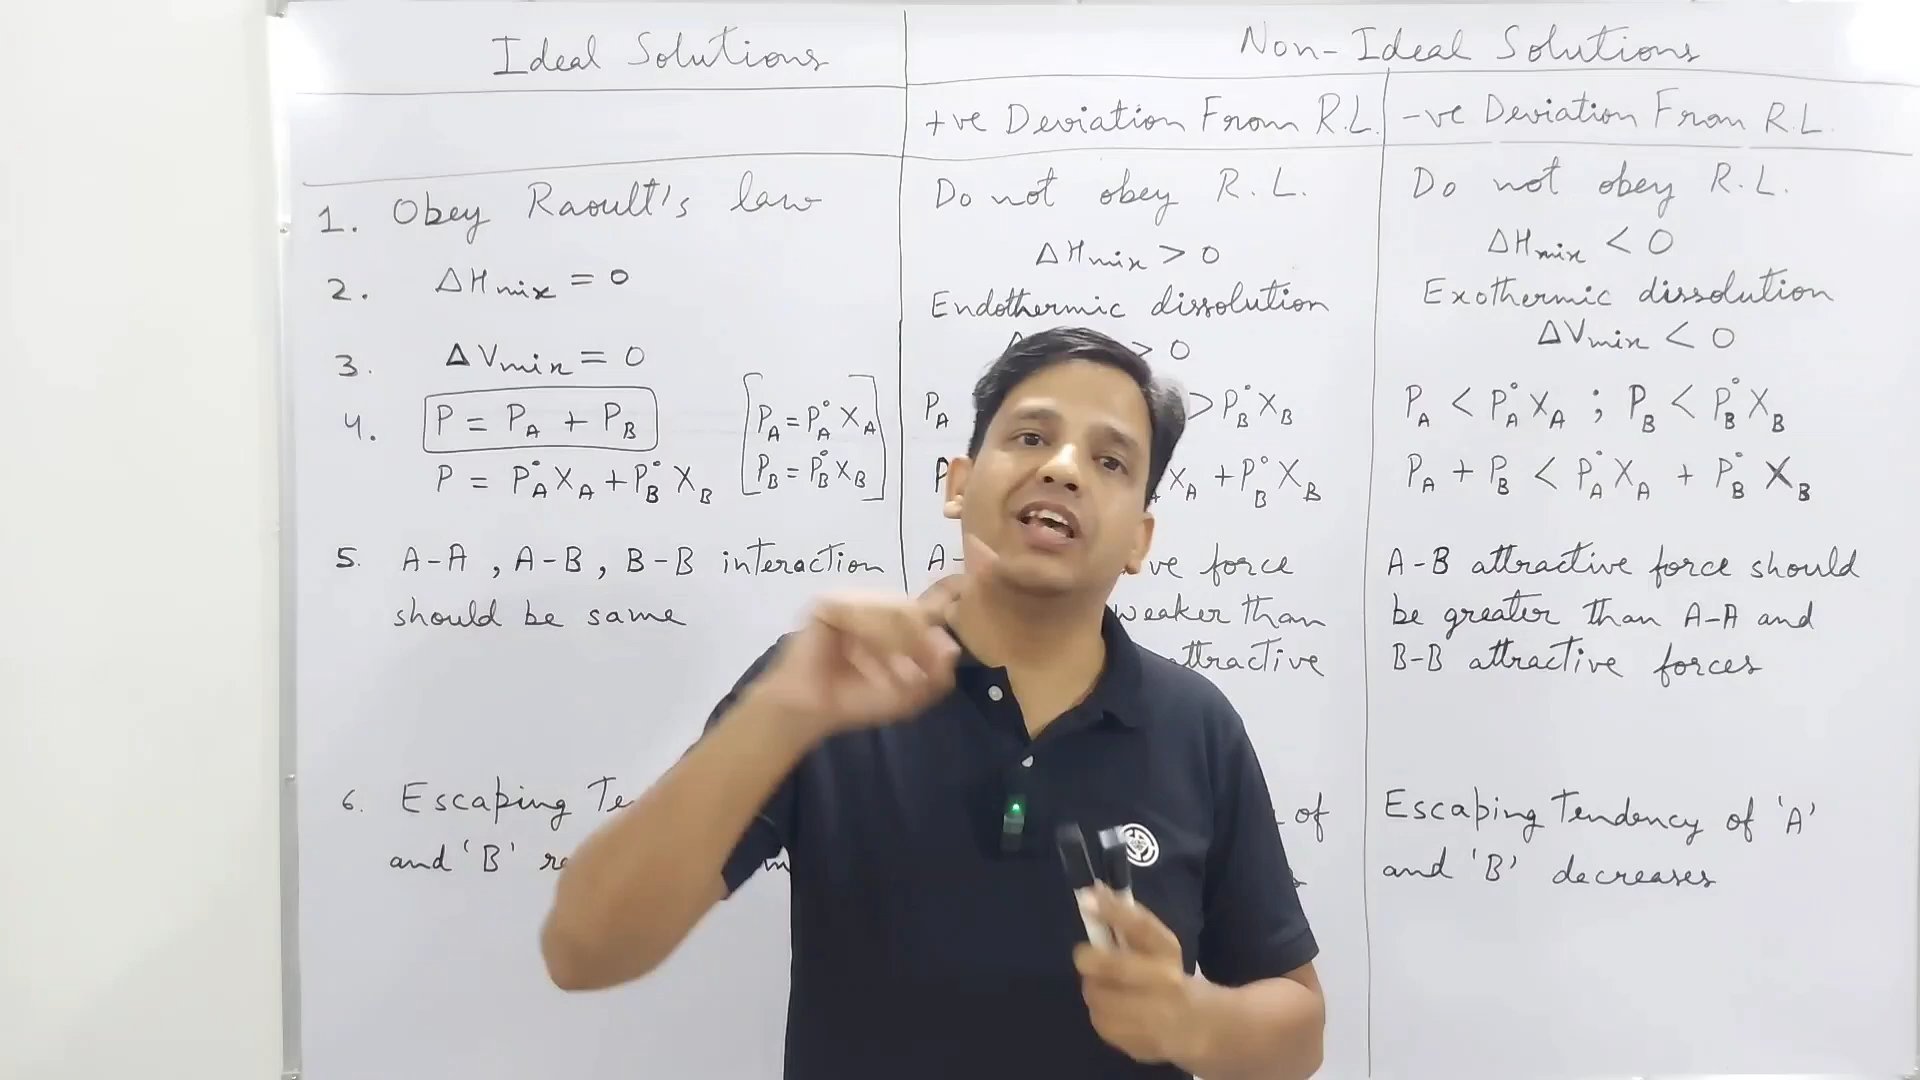 Ideal Solutions
Non-Ideal Solutions
+ve Deviation From R.L.
-ve Deviation From R.L.
1. Obey Raoult's law
2. ΔHmix = 0
3. ΔVmix = 0
4. P = PA + PB
P = P°A XA + P°B XB
PA = P°A XA
PB = P°B XB
5. A-A, A-B, B-B interaction
should be same
6. Escaping
and 'B'
Do not obey R.L.
ΔHmix > 0
Endothermic dissolution
> 0
PA > P°B XB
P XA + P°B XB
A- force
weaker than
attractive
of
Do not obey R.L.
ΔHmix < 0
Exothermic dissolution
ΔVmix < 0
PA < P°A XA ; PB < P°B XB
PA + PB < P°A XA + P°B XB
A-B attractive force should
be greater than A-A and
B-B attractive forces
Escaping Tendency of 'A'
and 'B' decreases